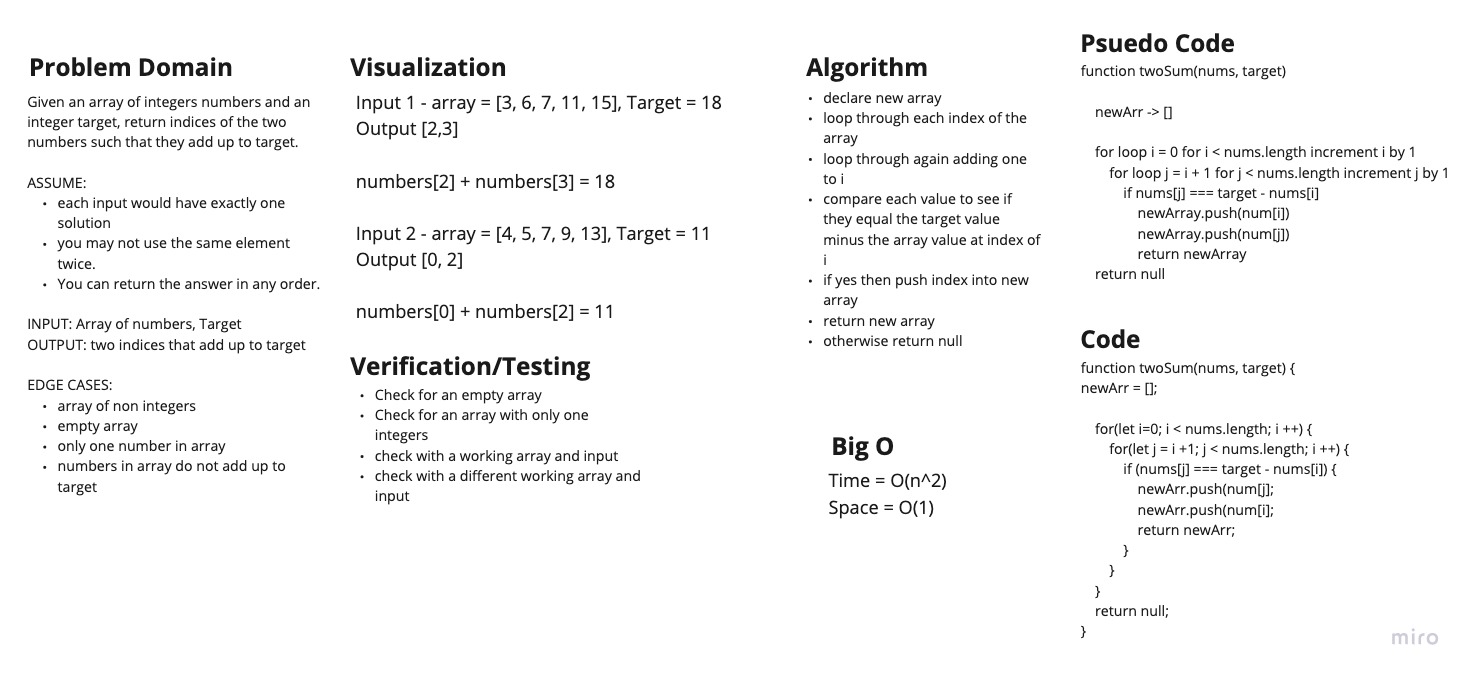 Problem Domain
Given an array of integers numbers and an
integer target, return indices of the two
numbers such that they add up to target.
ASSUME:
• each input would have exactly one
solution
• you may not use the same element
twice.
• You can return the answer in any order.
INPUT: Array of numbers, Target
OUTPUT: two indices that add up to target
EDGE CASES:
• array of non integers
• empty array
• only one number in array
• numbers in array do not add up to
target
Visualization
Input 1 - array = [3, 6, 7, 11, 15], Target = 18
Output [2,3]
numbers[2] + numbers[3] = 18
Input 2 - array = [4, 5, 7, 9, 13], Target = 11
Output [0, 2]
numbers[0] + numbers[2] = 11
Verification/Testing
• Check for an empty array
• Check for an array with only one
integers
• check with a working array and input
• check with a different working array and
input
Algorithm
• declare new array
• loop through each index of the
array
• loop through again adding one
to i
• compare each value to see if
they equal the target value
minus the array value at index of
i
• if yes then push index into new
array
• return new array
• otherwise return null
Big O
Time = O(n^2)
Space = O(1)
Psuedo Code
function twoSum(nums, target)
newArr -> []
for loop i = 0 for i < nums.length increment i by 1
for loop j = i + 1 for j < nums.length increment j by 1
if nums[j] === target - nums[i]
newArray.push(num[i])
newArray.push(num[j])
return newArray
return null
Code
function twoSum(nums, target) {
newArr = [];
for(let i=0; i < nums.length; i ++) {
for(let j = i +1; j < nums.length; i ++) {
if (nums[j] === target - nums[i]) {
newArr.push(num[j];
newArr.push(num[i];
return newArr;
}
}
}
return null;
}
miro